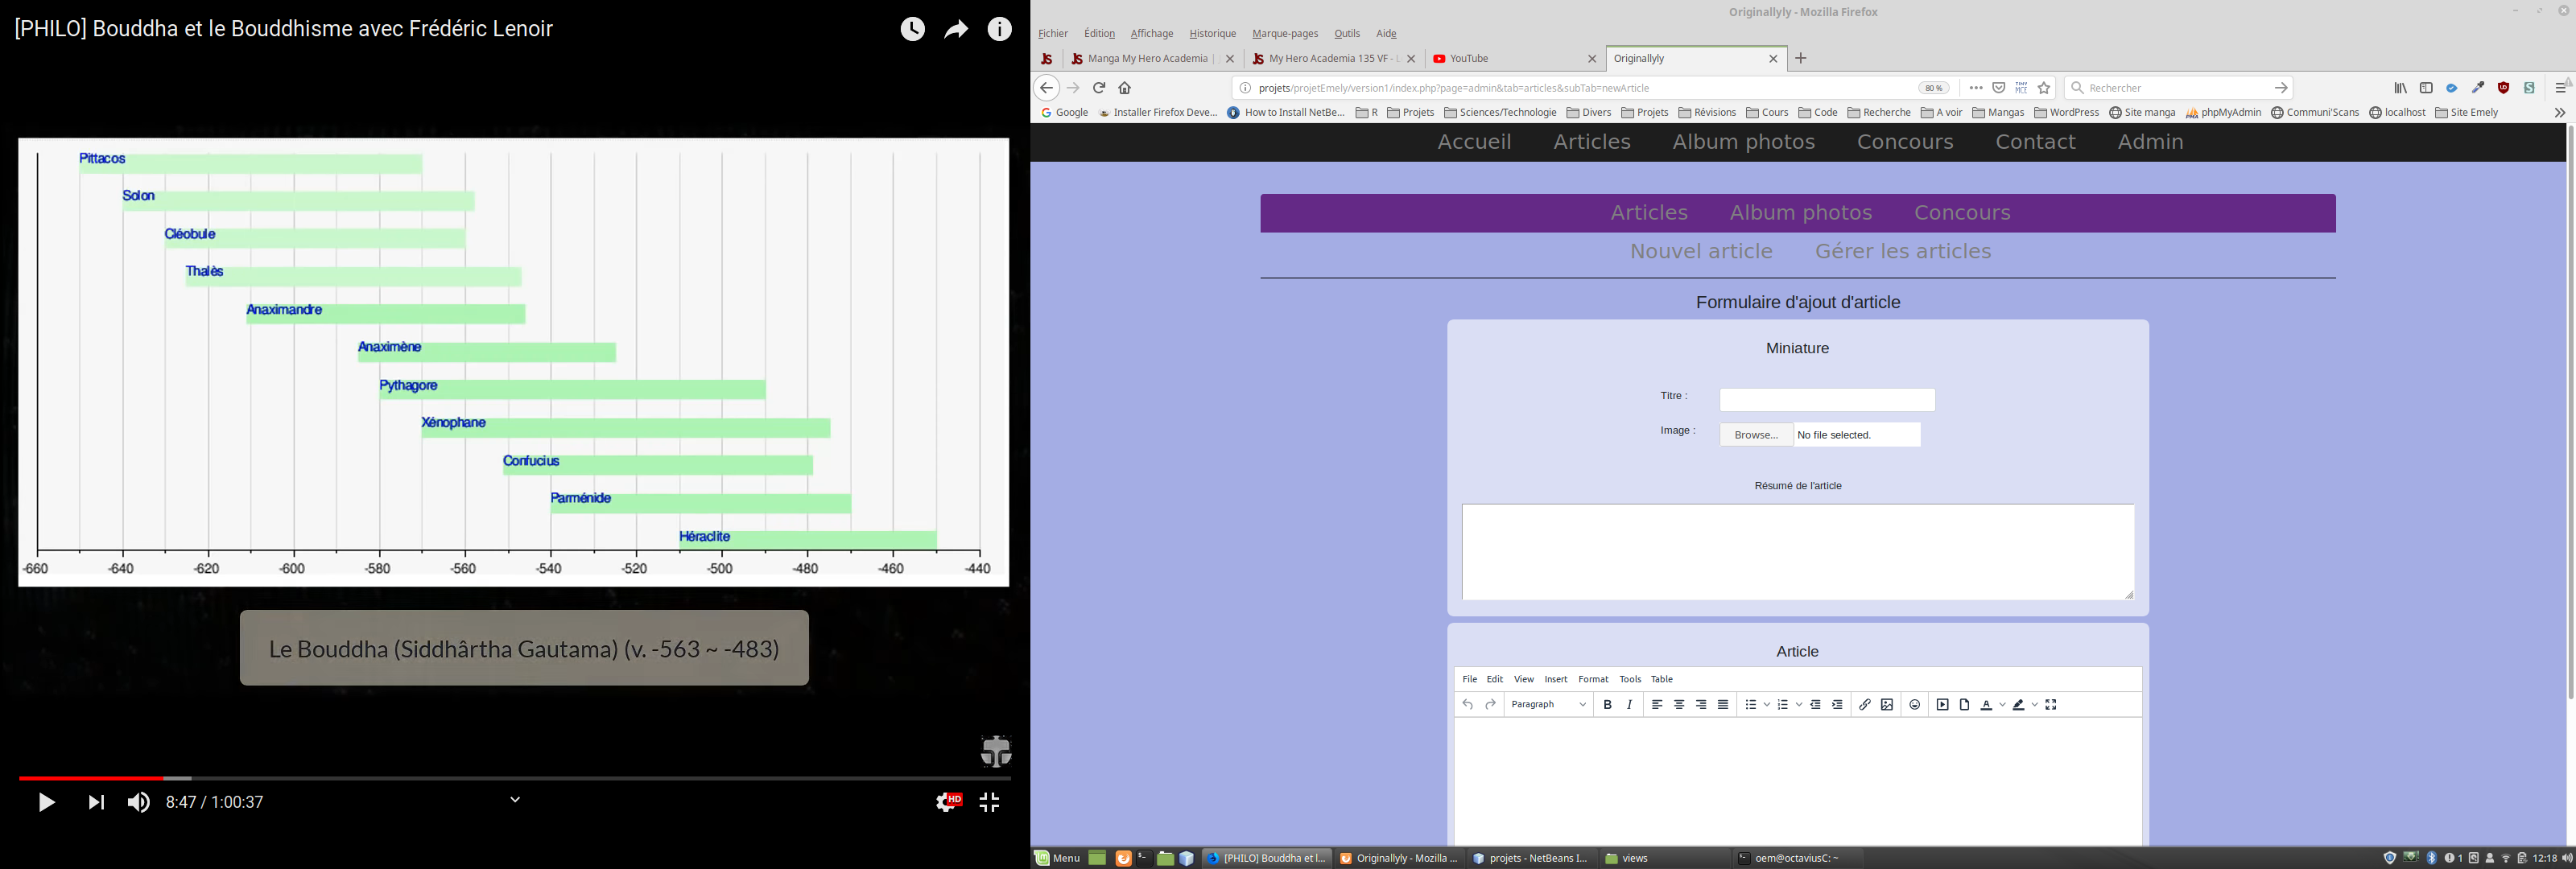 [PHILO] Bouddha et le Bouddhisme avec Frédéric Lenoir
Pittacos
Solon
Cléobule
Thalès
Anaximandre
Anaximène
Pythagore
Xénophane
Confucius
Parménide
Héraclite
-660 -640 -620 -600 -580 -560 -540 -520 -500 -480 -460 -440
Le Bouddha (Siddhârtha Gautama) (v. -563 ~ -483)
8:47 / 1:00:37
HD
Originallyly - Mozilla Firefox
Fichier Édition Affichage Historique Marque-pages Outils Aide
Manga My Hero Academia | My Hero Academia 135 VF - L YouTube Originallyly
projets/projetEmely/version1/index.php?page=admin&tab=articles&subTab=newArticle 80 % Rechercher
Google Installer Firefox Deve... How to Install NetBe... R Projets Sciences/Technologie Divers Projets Révisions Cours Code Recherche A voir Mangas WordPress Site manga phpMyAdmin Communi'Scans localhost Site Emely
Accueil Articles Album photos Concours Contact Admin
Articles Album photos Concours
Nouvel article Gérer les articles
Formulaire d'ajout d'article
Miniature
Titre :
Image : Browse... No file selected.
Résumé de l'article
Article
File Edit View Insert Format Tools Table
Paragraph B I A
Menu [PHILO] Bouddha et l... Originallyly - Mozilla ... projets - NetBeans I... views oem@octaviusC: ~ 1 12:18